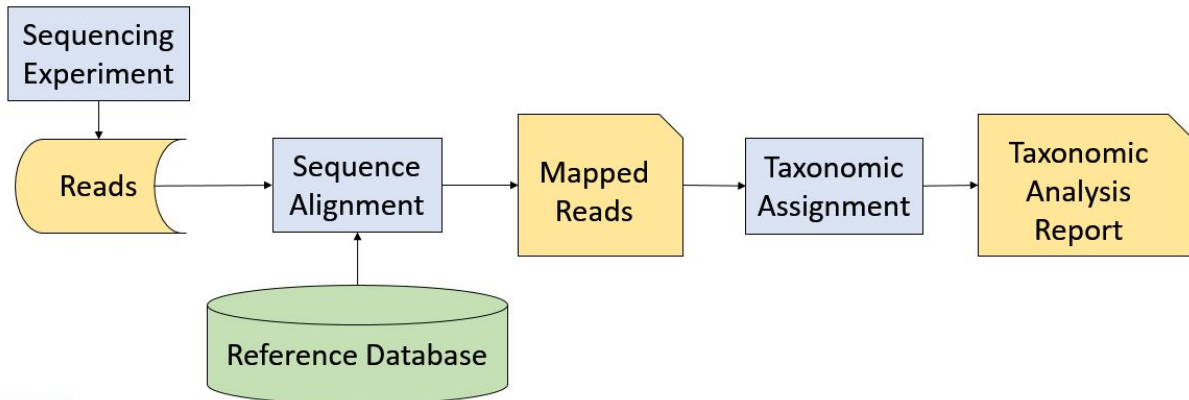 Sequencing
Experiment
Reads
Sequence
Alignment
Mapped
Reads
Taxonomic
Assignment
Taxonomic
Analysis
Report
Reference Database